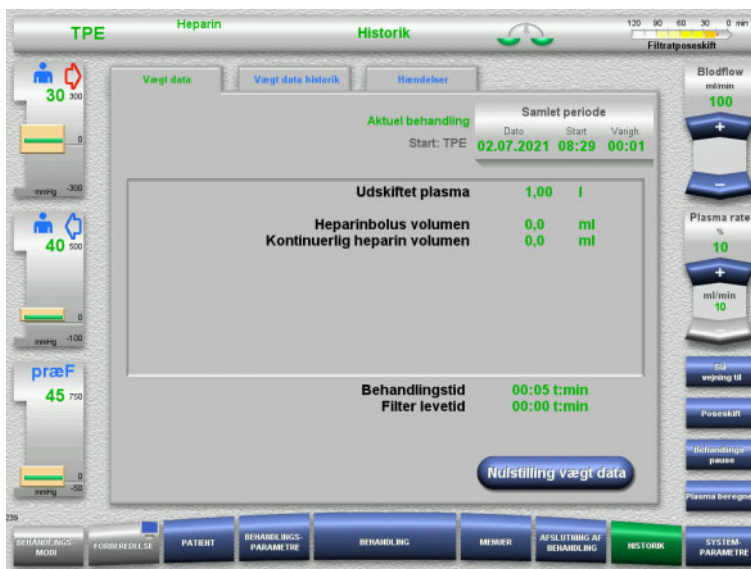 TPE
Heparin
Historik
120 90 60 30 0 min
Filtratposeskift
30 300
0
mmHg -300
40 500
0
mmHg -100
præF
45 750
0
mmHg -50
Vægt data
Vægt data historik
Hændelser
Aktuel behandling
Start: TPE
Samlet periode
Dato Start Varigh.
02.07.2021 08:29 00:01
Udskiftet plasma 1,00 l
Heparinbolus volumen 0,0 ml
Kontinuerlig heparin volumen 0,0 ml
Behandlingstid 00:05 t:min
Filter levetid 00:00 t:min
Nulstilling vægt data
Blodflow
ml/min
100
+
−
Plasma rate
%
10
+
ml/min
10
−
Slå
vejning til
Poseskift
Behandlings-
pause
Plasma beregne
239
BEHANDLINGS-
MODI
FORBEREDELSE
PATIENT
BEHANDLINGS-
PARAMETRE
BEHANDLING
MENUER
AFSLUTNING AF
BEHANDLING
HISTORIK
SYSTEM-
PARAMETRE